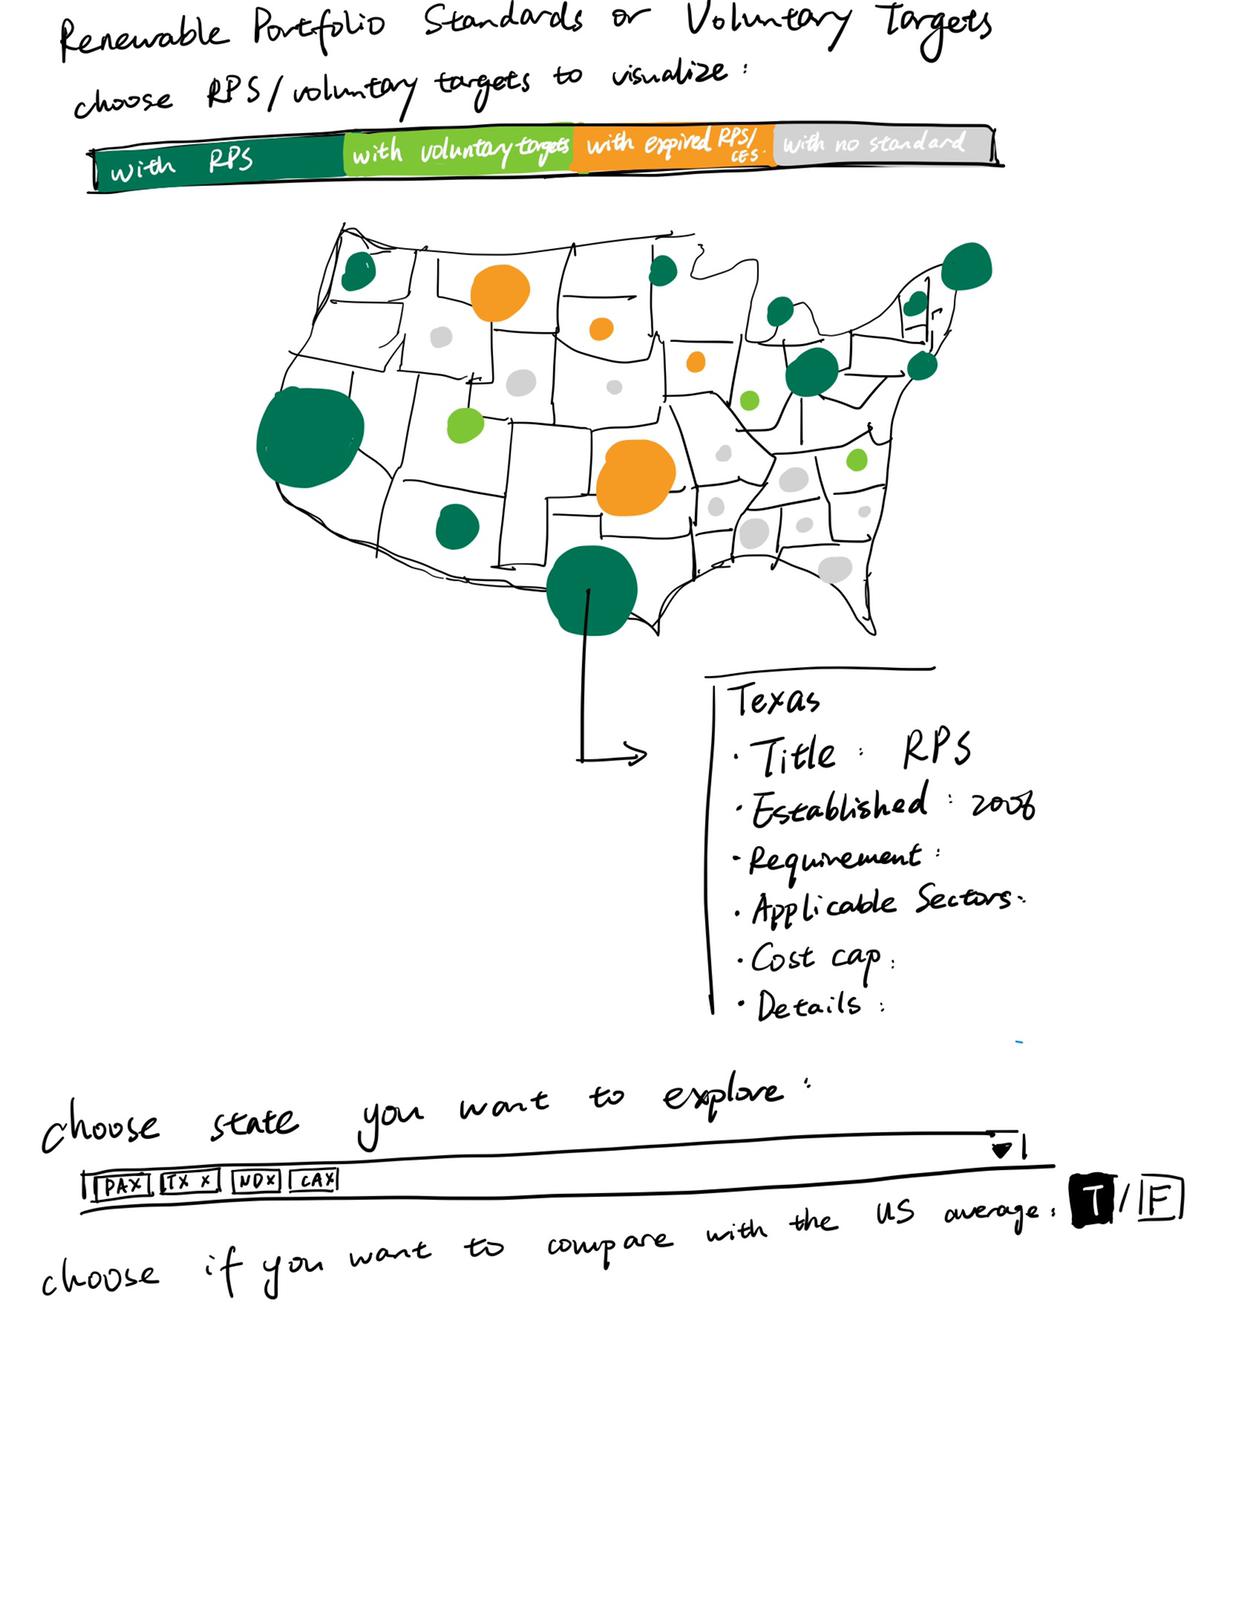 Renewable Portfolio Standards or Voluntary Targets
choose RPS/voluntary targets to visualize:
with RPS
with voluntary targets
with expired RPS/
CES.
with no standard
Texas
· Title : RPS
· Established : 2008
· Requirement :
· Applicable Sectors:
· Cost cap :
· Details :
choose state you want to explore :
PA x TX x ND x CA x
choose if you want to compare with the US average : T / F